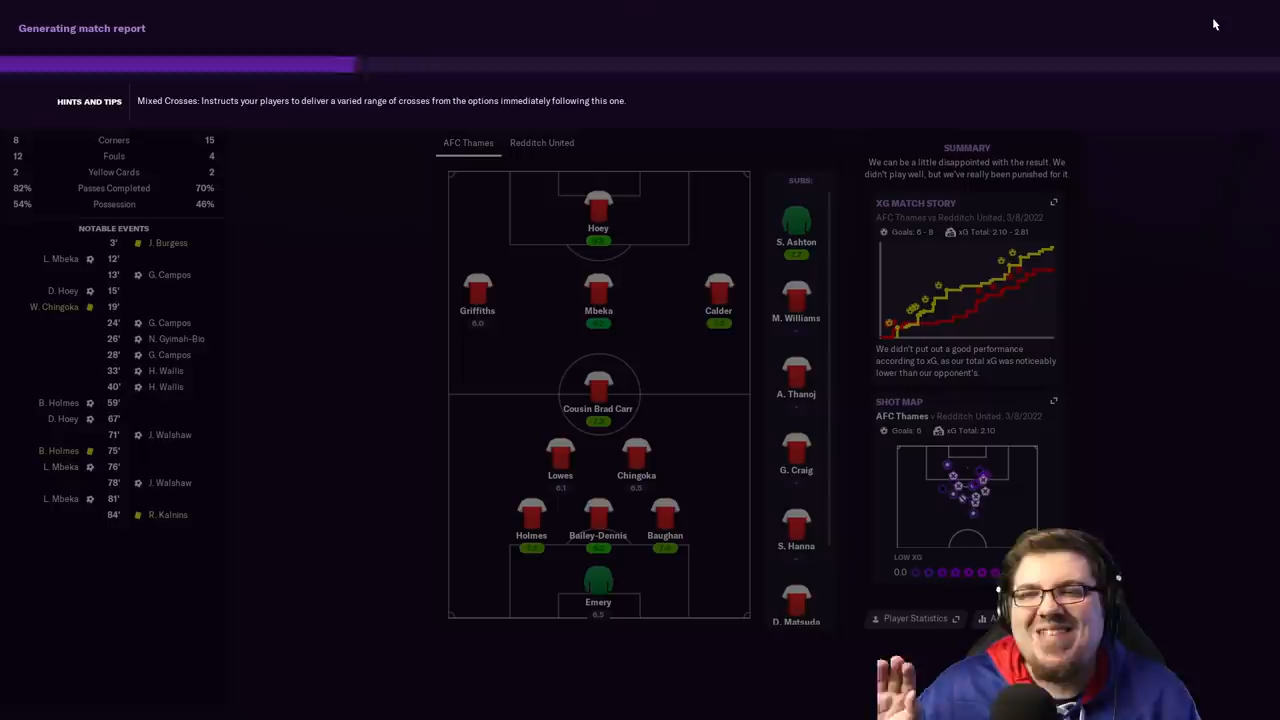 Generating match report
HINTS AND TIPS
Mixed Crosses: Instructs your players to deliver a varied range of crosses from the options immediately following this one.
8 Corners 15
12 Fouls 4
2 Yellow Cards 2
82% Passes Completed 70%
54% Possession 46%
NOTABLE EVENTS
3' J. Burgess
L. Mbeka 12'
13' G. Campos
D. Hoey 15'
W. Chingoka 19'
24' G. Campos
26' N. Gyimah-Bio
28' G. Campos
33' H. Wallis
40' H. Wallis
B. Holmes 59'
D. Hoey 67'
71' J. Walshaw
B. Holmes 75'
L. Mbeka 76'
78' J. Walshaw
L. Mbeka 81'
84' R. Kalnins
AFC Thames Redditch United
Hoey
Griffiths Mbeka Calder
6.0
Cousin Brad Carr
Lowes Chingoka
6.1 6.5
Holmes Bailey-Dennis Baughan
Emery
6.5
SUBS:
S. Ashton
M. Williams
-
A. Thanoj
-
G. Craig
-
S. Hanna
-
D. Matsuda
SUMMARY
We can be a little disappointed with the result. We
didn't play well, but we've really been punished for it.
XG MATCH STORY
AFC Thames vs Redditch United, 3/8/2022
Goals: 6 - 8 xG Total: 2.10 - 2.81
We didn't put out a good performance
according to xG, as our total xG was noticeably
lower than our opponent's.
SHOT MAP
AFC Thames v Redditch United, 3/8/2022
Goals: 6 xG Total: 2.10
LOW XG
0.0
Player Statistics